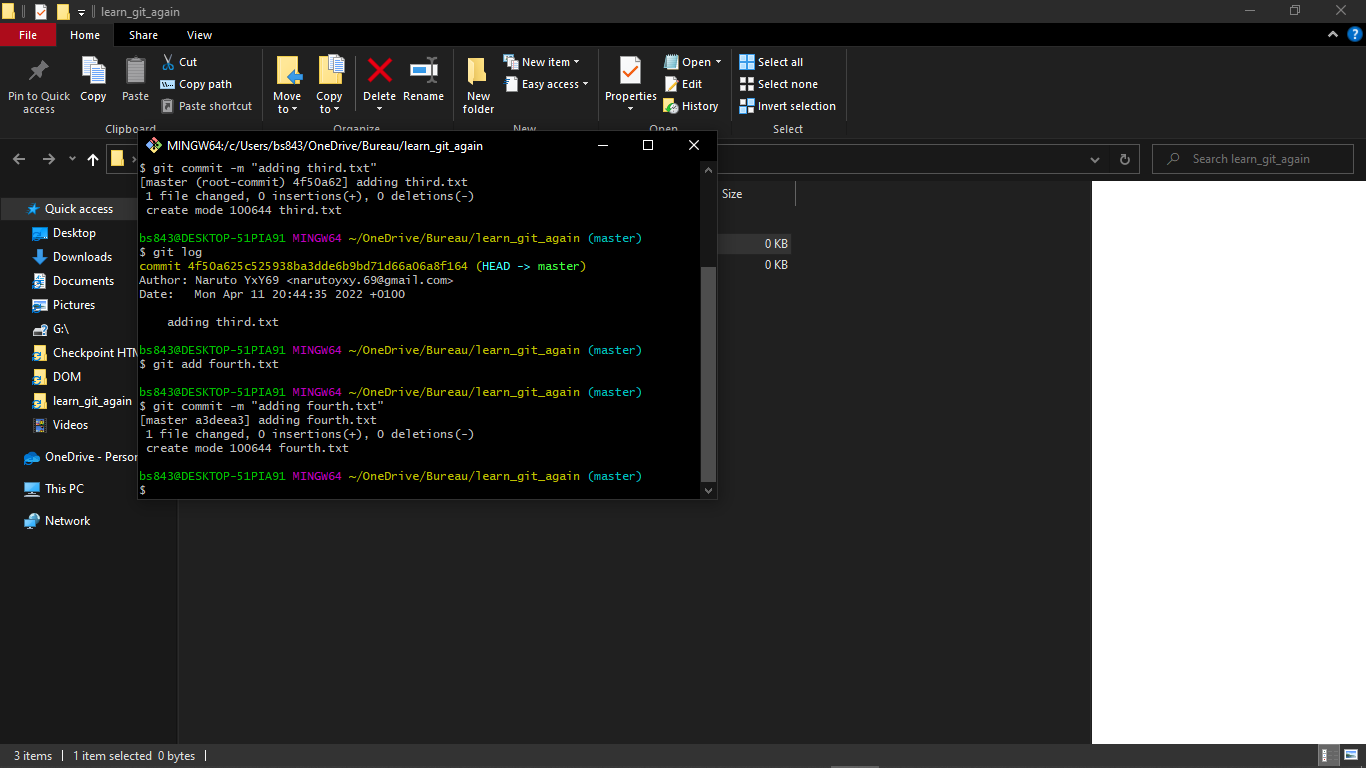 learn_git_again
File Home Share View
Pin to Quick access
Copy
Paste
Cut
Copy path
Paste shortcut
Clipboard
Move to
Copy to
Delete
Rename
Organize
New folder
New item
Easy access
New
Properties
Open
Edit
History
Open
Select all
Select none
Invert selection
Select
Search learn_git_again
Size
0 KB
0 KB
Quick access
Desktop
Downloads
Documents
Pictures
G:\
Checkpoint HTM
DOM
learn_git_again
Videos
OneDrive - Person
This PC
Network
MINGW64:/c/Users/bs843/OneDrive/Bureau/learn_git_again
$ git commit -m "adding third.txt"
[master (root-commit) 4f50a62] adding third.txt
 1 file changed, 0 insertions(+), 0 deletions(-)
 create mode 100644 third.txt
bs843@DESKTOP-51PIA91 MINGW64 ~/OneDrive/Bureau/learn_git_again (master)
$ git log
commit 4f50a625c525938ba3dde6b9bd71d66a06a8f164 (HEAD -> master)
Author: Naruto YxY69 <narutoyxy.69@gmail.com>
Date:   Mon Apr 11 20:44:35 2022 +0100
    adding third.txt
bs843@DESKTOP-51PIA91 MINGW64 ~/OneDrive/Bureau/learn_git_again (master)
$ git add fourth.txt
bs843@DESKTOP-51PIA91 MINGW64 ~/OneDrive/Bureau/learn_git_again (master)
$ git commit -m "adding fourth.txt"
[master a3deea3] adding fourth.txt
 1 file changed, 0 insertions(+), 0 deletions(-)
 create mode 100644 fourth.txt
bs843@DESKTOP-51PIA91 MINGW64 ~/OneDrive/Bureau/learn_git_again (master)
$
3 items 1 item selected 0 bytes